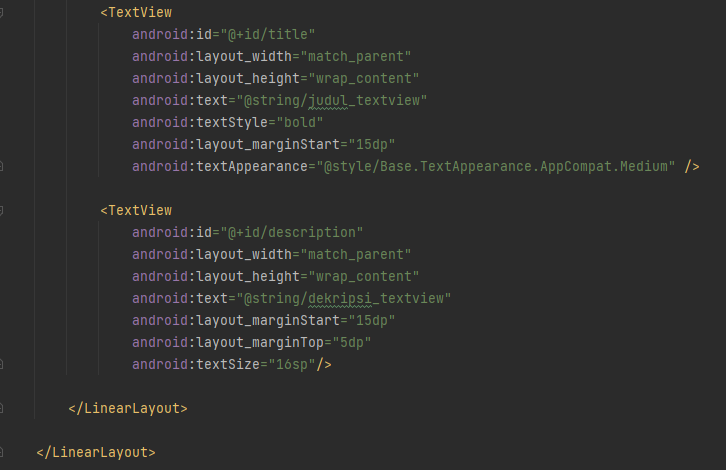 <TextView
android:id="@+id/title"
android:layout_width="match_parent"
android:layout_height="wrap_content"
android:text="@string/judul_textview"
android:textStyle="bold"
android:layout_marginStart="15dp"
android:textAppearance="@style/Base.TextAppearance.AppCompat.Medium" />
<TextView
android:id="@+id/description"
android:layout_width="match_parent"
android:layout_height="wrap_content"
android:text="@string/dekripsi_textview"
android:layout_marginStart="15dp"
android:layout_marginTop="5dp"
android:textSize="16sp"/>
</LinearLayout>
</LinearLayout>